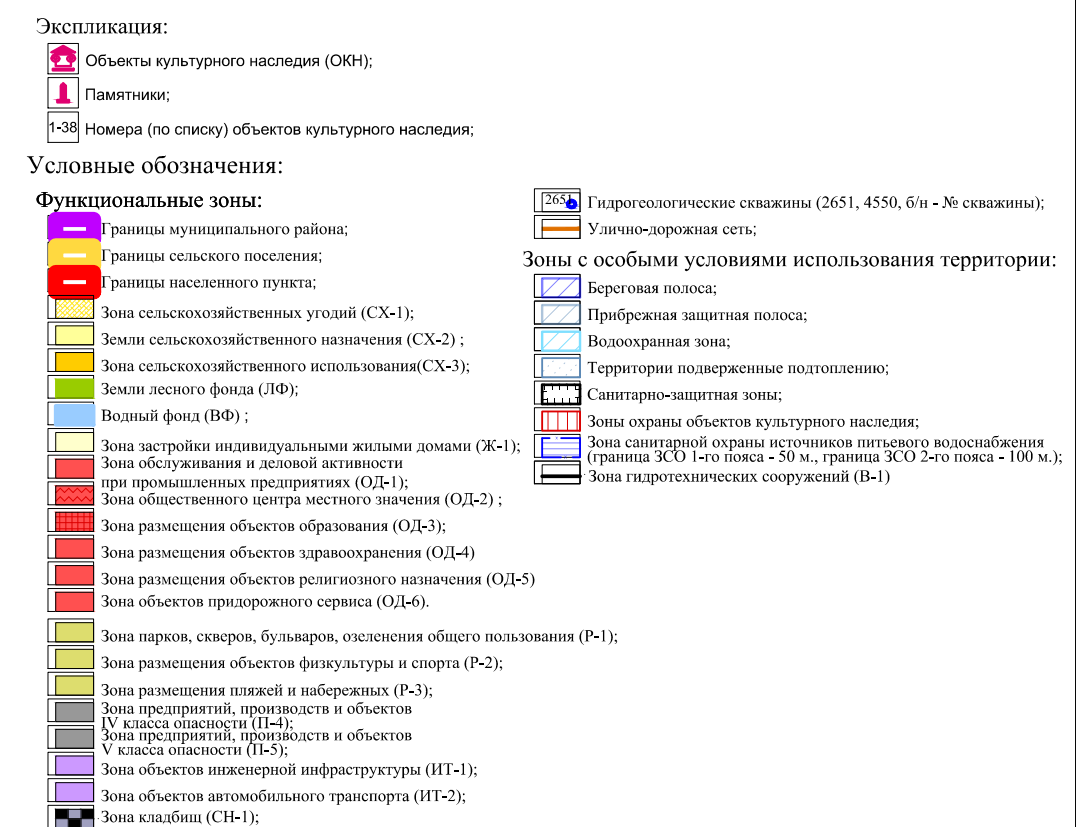 Экспликация:
Объекты культурного наследия (ОКН);
Памятники;
1-38 Номера (по списку) объектов культурного наследия;
Условные обозначения:
Функциональные зоны:
Границы муниципального района;
Границы сельского поселения;
Границы населенного пункта;
Зона сельскохозяйственных угодий (СХ-1);
Земли сельскохозяйственного назначения (СХ-2) ;
Зона сельскохозяйственного использования(СХ-3);
Земли лесного фонда (ЛФ);
Водный фонд (ВФ) ;
Зона застройки индивидуальными жилыми домами (Ж-1);
Зона обслуживания и деловой активности
при промышленных предприятиях (ОД-1);
Зона общественного центра местного значения (ОД-2) ;
Зона размещения объектов образования (ОД-3);
Зона размещения объектов здравоохранения (ОД-4)
Зона размещения объектов религиозного назначения (ОД-5)
Зона объектов придорожного сервиса (ОД-6).
Зона парков, скверов, бульваров, озеленения общего пользования (Р-1);
Зона размещения объектов физкультуры и спорта (Р-2);
Зона размещения пляжей и набережных (Р-3);
Зона предприятий, производств и объектов
IV класса опасности (П-4);
Зона предприятий, производств и объектов
V класса опасности (П-5);
Зона объектов инженерной инфраструктуры (ИТ-1);
Зона объектов автомобильного транспорта (ИТ-2);
Зона кладбищ (СН-1);
2651 Гидрогеологические скважины (2651, 4550, б/н - № скважины);
Улично-дорожная сеть;
Зоны с особыми условиями использования территории:
Береговая полоса;
Прибрежная защитная полоса;
Водоохранная зона;
Территории подверженные подтоплению;
Санитарно-защитная зоны;
Зоны охраны объектов культурного наследия;
Зона санитарной охраны источников питьевого водоснабжения
(граница ЗСО 1-го пояса - 50 м., граница ЗСО 2-го пояса - 100 м.);
Зона гидротехнических сооружений (В-1)